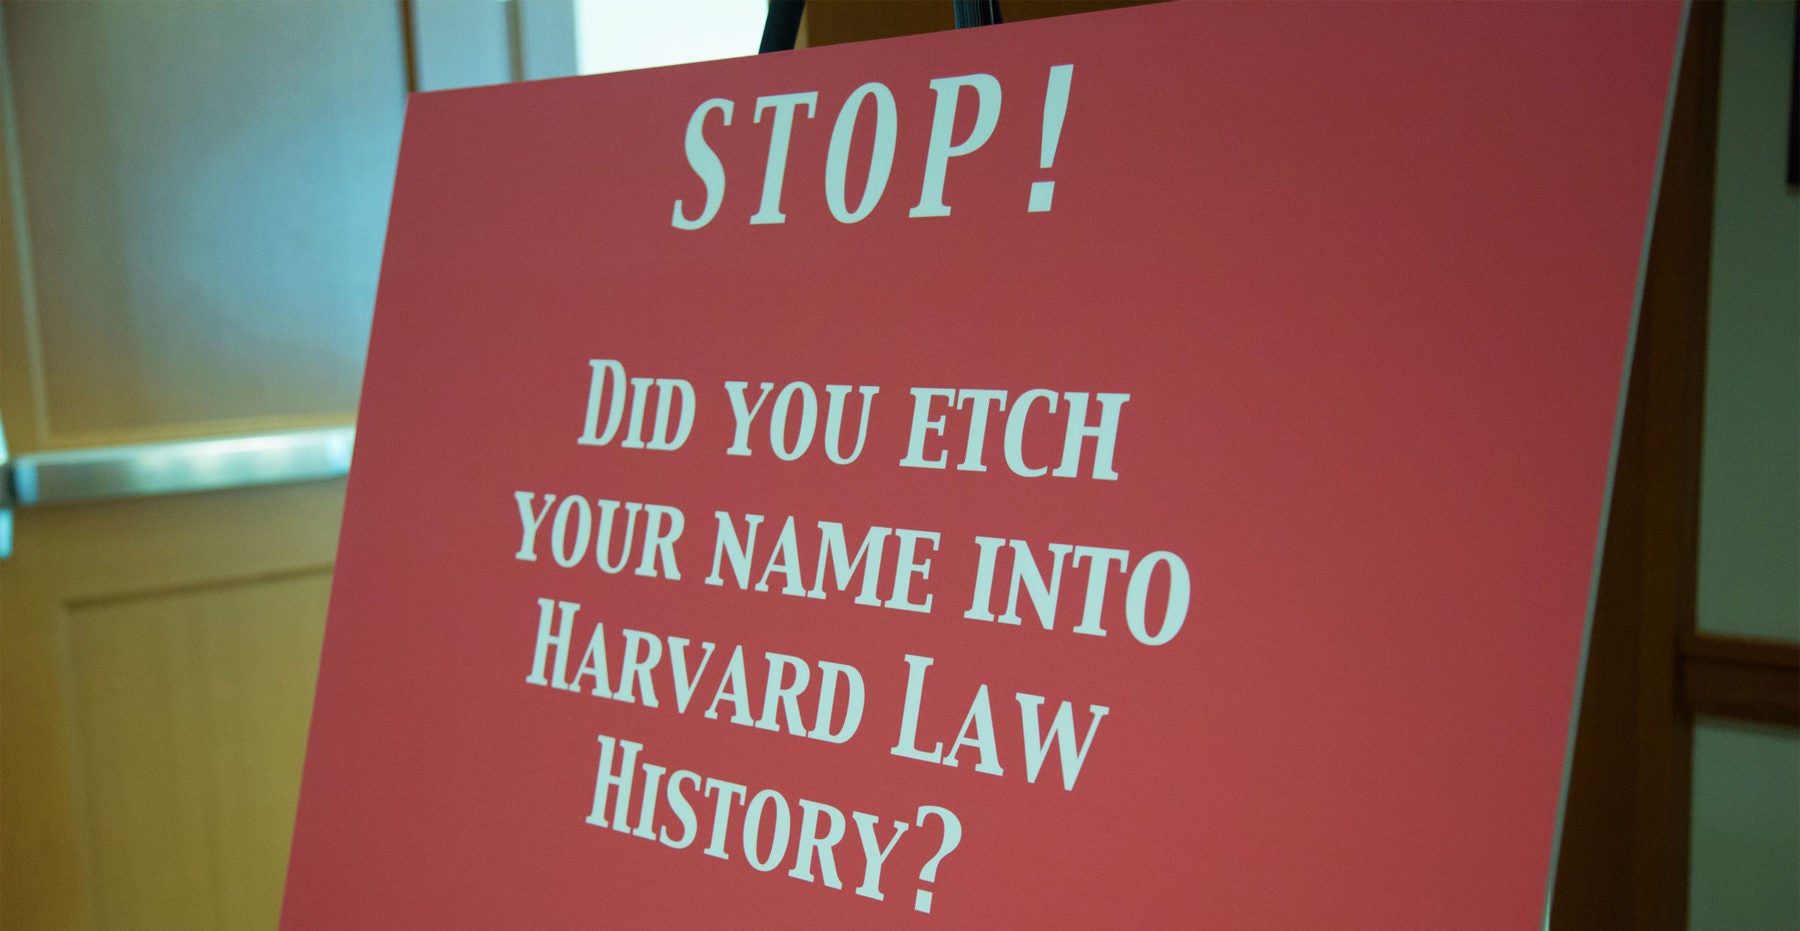 STOP!
DID YOU ETCH
YOUR NAME INTO
HARVARD LAW
HISTORY?